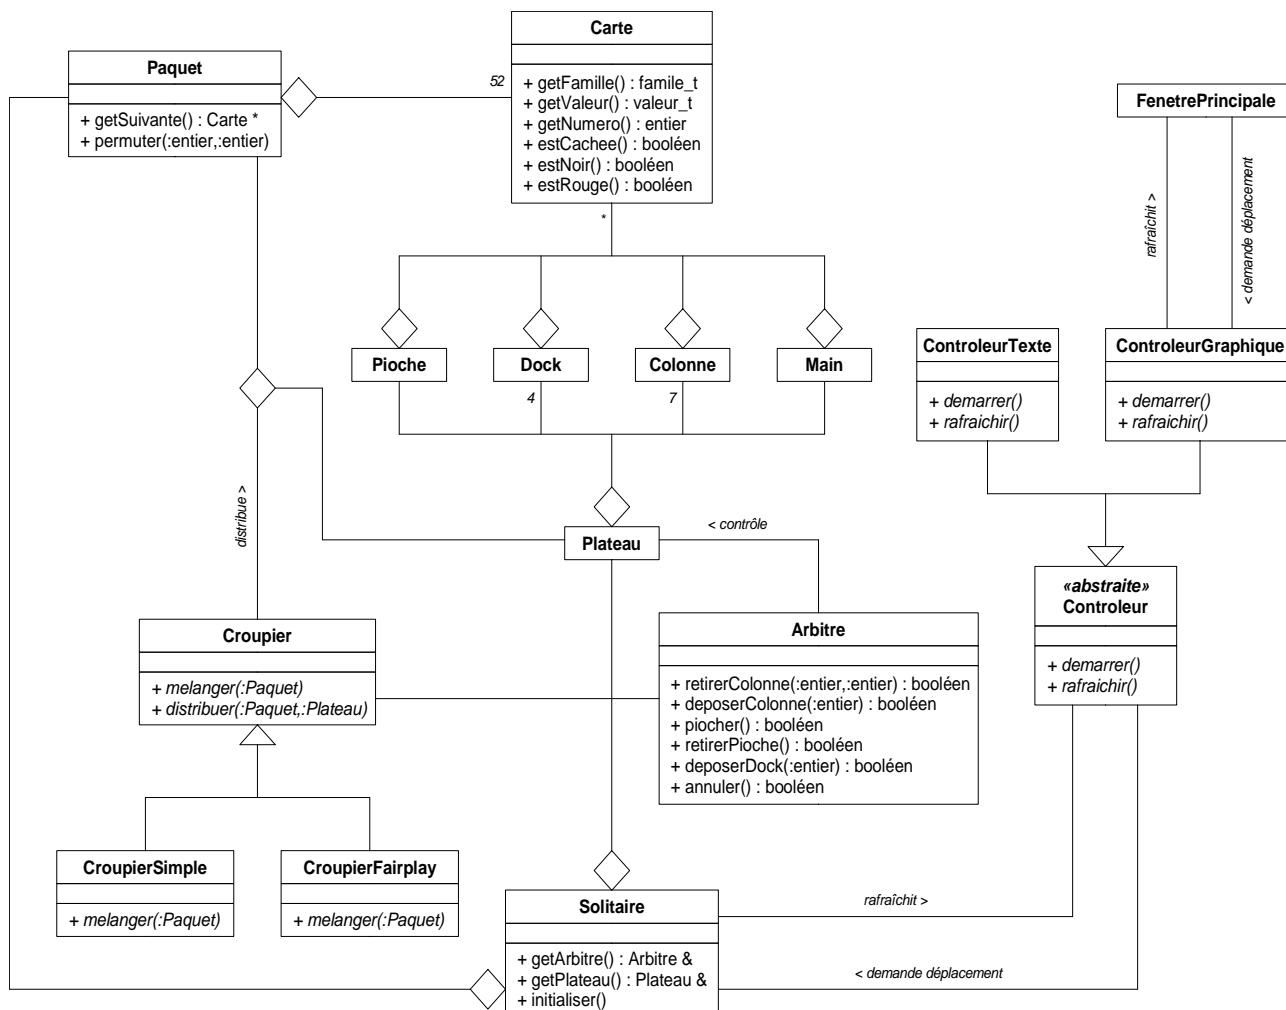 Carte
+ getFamille() : famile_t
+ getValeur() : valeur_t
+ getNumero() : entier
+ estCachee() : booléen
+ estNoir() : booléen
+ estRouge() : booléen
Paquet
+ getSuivante() : Carte *
+ permuter(:entier,:entier)
52
*
FenetrePrincipale
rafraîchit >
< demande déplacement
Pioche
Dock
Colonne
Main
4
7
ControleurTexte
+ demarrer()
+ rafraichir()
ControleurGraphique
+ demarrer()
+ rafraichir()
distribue >
Plateau
< contrôle
«abstraite»
Controleur
+ demarrer()
+ rafraichir()
Croupier
+ melanger(:Paquet)
+ distribuer(:Paquet,:Plateau)
Arbitre
+ retirerColonne(:entier,:entier) : booléen
+ deposerColonne(:entier) : booléen
+ piocher() : booléen
+ retirerPioche() : booléen
+ deposerDock(:entier) : booléen
+ annuler() : booléen
CroupierSimple
+ melanger(:Paquet)
CroupierFairplay
+ melanger(:Paquet)
Solitaire
+ getArbitre() : Arbitre &
+ getPlateau() : Plateau &
+ initialiser()
rafraîchit >
< demande déplacement